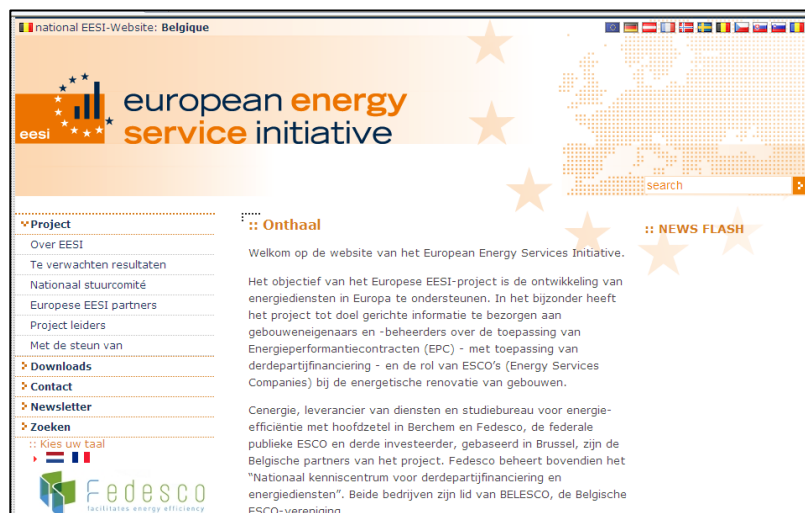 national EESI-Website: Belgique
european energy
service initiative
eesi
search
Project
Over EESI
Te verwachten resultaten
Nationaal stuurcomité
Europese EESI partners
Project leiders
Met de steun van
Downloads
Contact
Newsletter
Zoeken
:: Kies uw taal
Fedesco
facilitates energy efficiency
:: Onthaal
Welkom op de website van het European Energy Services Initiative.
Het objectief van het Europese EESI-project is de ontwikkeling van
energiediensten in Europa te ondersteunen. In het bijzonder heeft
het project tot doel gerichte informatie te bezorgen aan
gebouweneigenaars en -beheerders over de toepassing van
Energieperformantiecontracten (EPC) - met toepassing van
derdepartijfinanciering - en de rol van ESCO's (Energy Services
Companies) bij de energetische renovatie van gebouwen.
Cenergie, leverancier van diensten en studiebureau voor energie-
efficiëntie met hoofdzetel in Berchem en Fedesco, de federale
publieke ESCO en derde investeerder, gebaseerd in Brussel, zijn de
Belgische partners van het project. Fedesco beheert bovendien het
"Nationaal kenniscentrum voor derdepartijfinanciering en
energiediensten". Beide bedrijven zijn lid van BELESCO, de Belgische
ESCO-vereniging.
:: NEWS FLASH